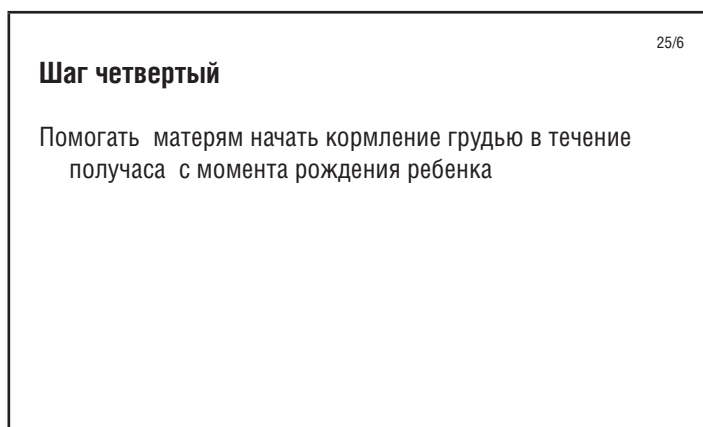 25/6
Шаг четвертый
Помогать матерям начать кормление грудью в течение
получаса с момента рождения ребенка